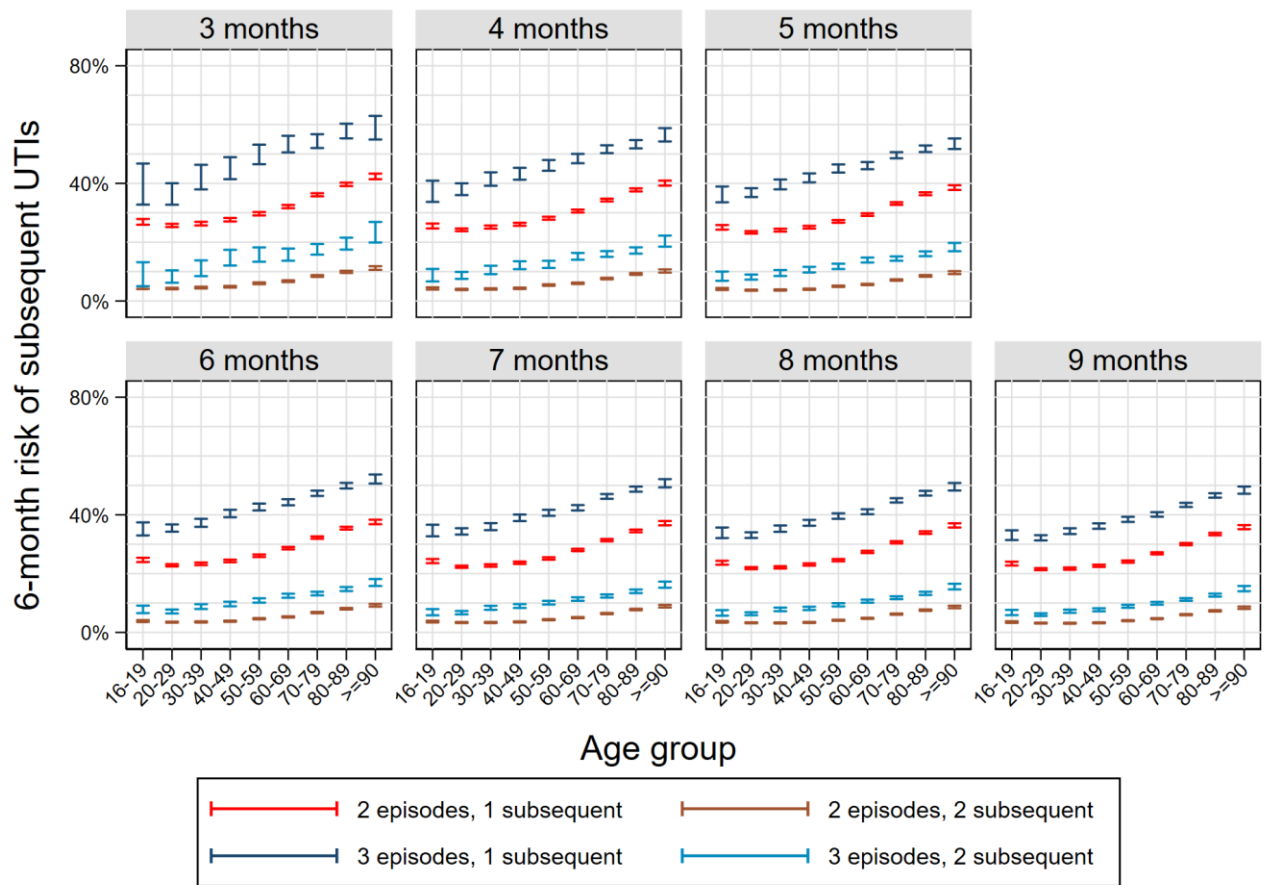 3 months 4 months 5 months
80%
40%
0%
6-month risk of subsequent UTIs
6 months 7 months 8 months 9 months
80%
40%
0%
16-19 20-29 30-39 40-49 50-59 60-69 70-79 80-89 >=90 16-19 20-29 30-39 40-49 50-59 60-69 70-79 80-89 >=90 16-19 20-29 30-39 40-49 50-59 60-69 70-79 80-89 >=90 16-19 20-29 30-39 40-49 50-59 60-69 70-79 80-89 >=90
Age group
2 episodes, 1 subsequent 2 episodes, 2 subsequent
3 episodes, 1 subsequent 3 episodes, 2 subsequent